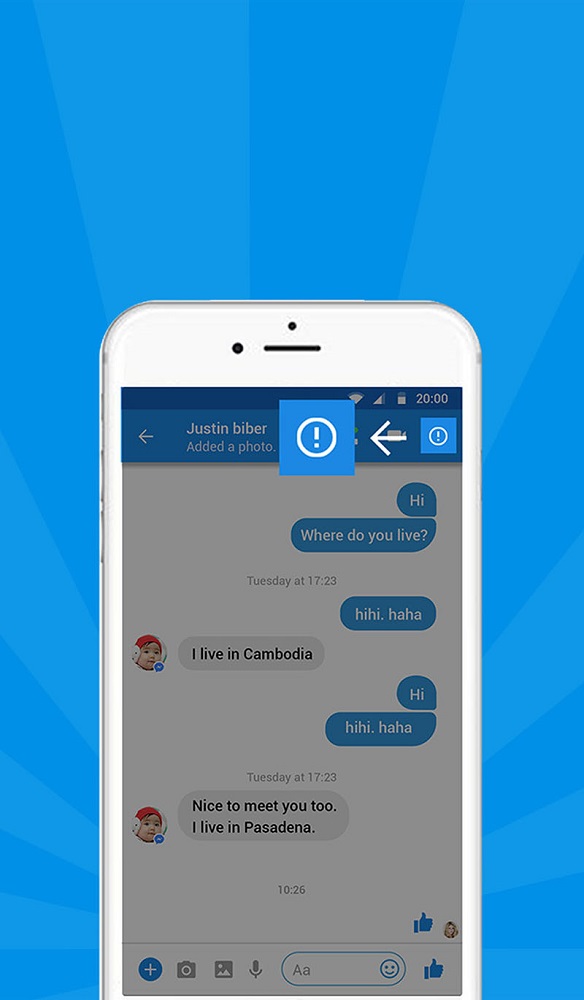 20:00
Justin biber
Added a photo.
Hi
Where do you live?
Tuesday at 17:23
hihi. haha
I live in Cambodia
Hi
hihi. haha
Tuesday at 17:23
Nice to meet you too.
I live in Pasadena.
10:26
Aa